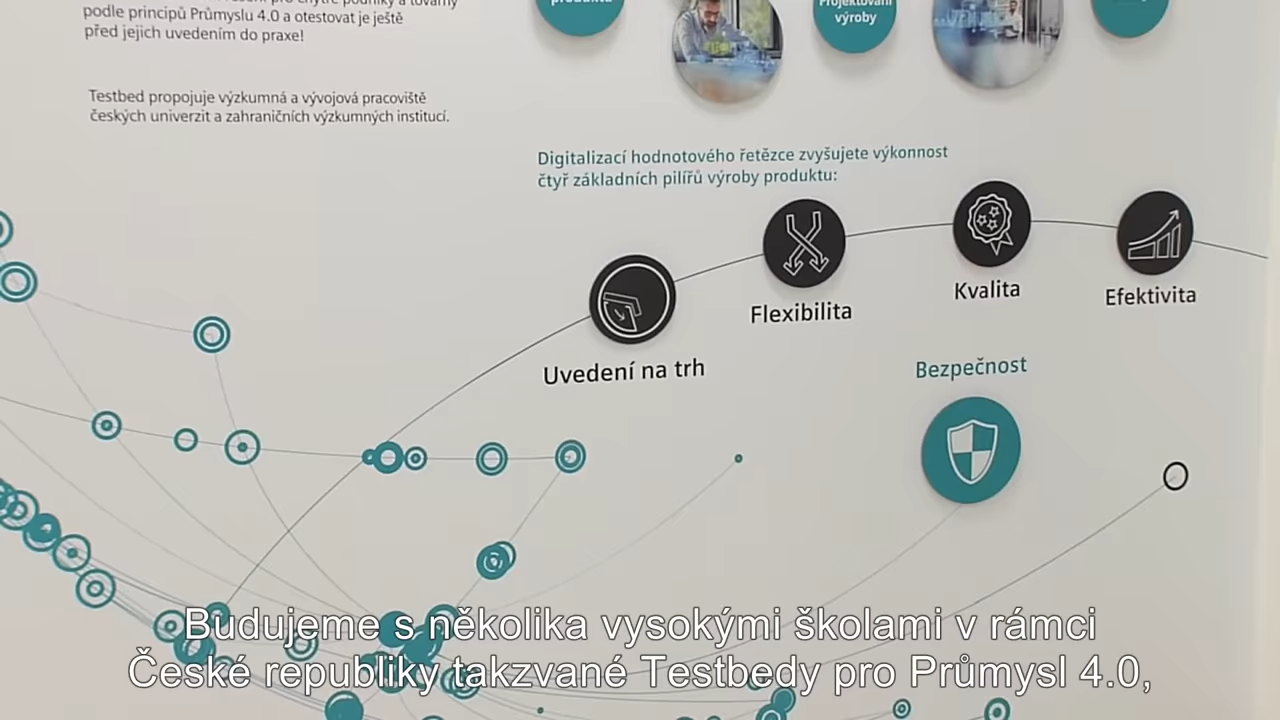 podle principů Průmyslu 4.0 a otestovat je ještě
před jejich uvedením do praxe!
Testbed propojuje výzkumná a vývojová pracoviště
českých univerzit a zahraničních výzkumných institucí.
Projektování
výroby
Digitalizací hodnotového řetězce zvyšujete výkonnost
čtyř základních pilířů výroby produktu:
Uvedení na trh
Flexibilita
Kvalita
Efektivita
Bezpečnost
Budujeme s několika vysokými školami v rámci
České republiky takzvané Testbedy pro Průmysl 4.0,